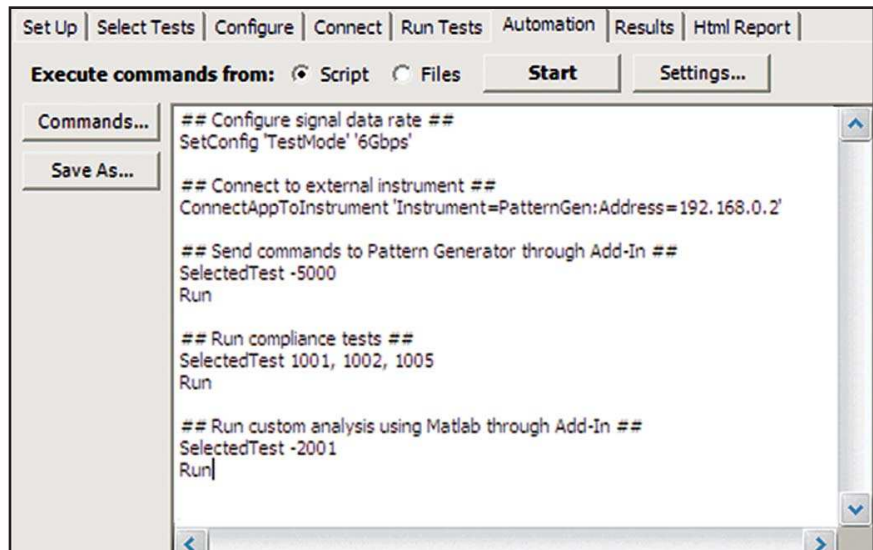 Set Up Select Tests Configure Connect Run Tests Automation Results Html Report
Execute commands from: Script Files Start Settings...
Commands...
Save As...
## Configure signal data rate ##
SetConfig 'TestMode' '6Gbps'
## Connect to external instrument ##
ConnectAppToInstrument 'Instrument=PatternGen:Address=192.168.0.2'
## Send commands to Pattern Generator through Add-In ##
SelectedTest -5000
Run
## Run compliance tests ##
SelectedTest 1001, 1002, 1005
Run
## Run custom analysis using Matlab through Add-In ##
SelectedTest -2001
Run